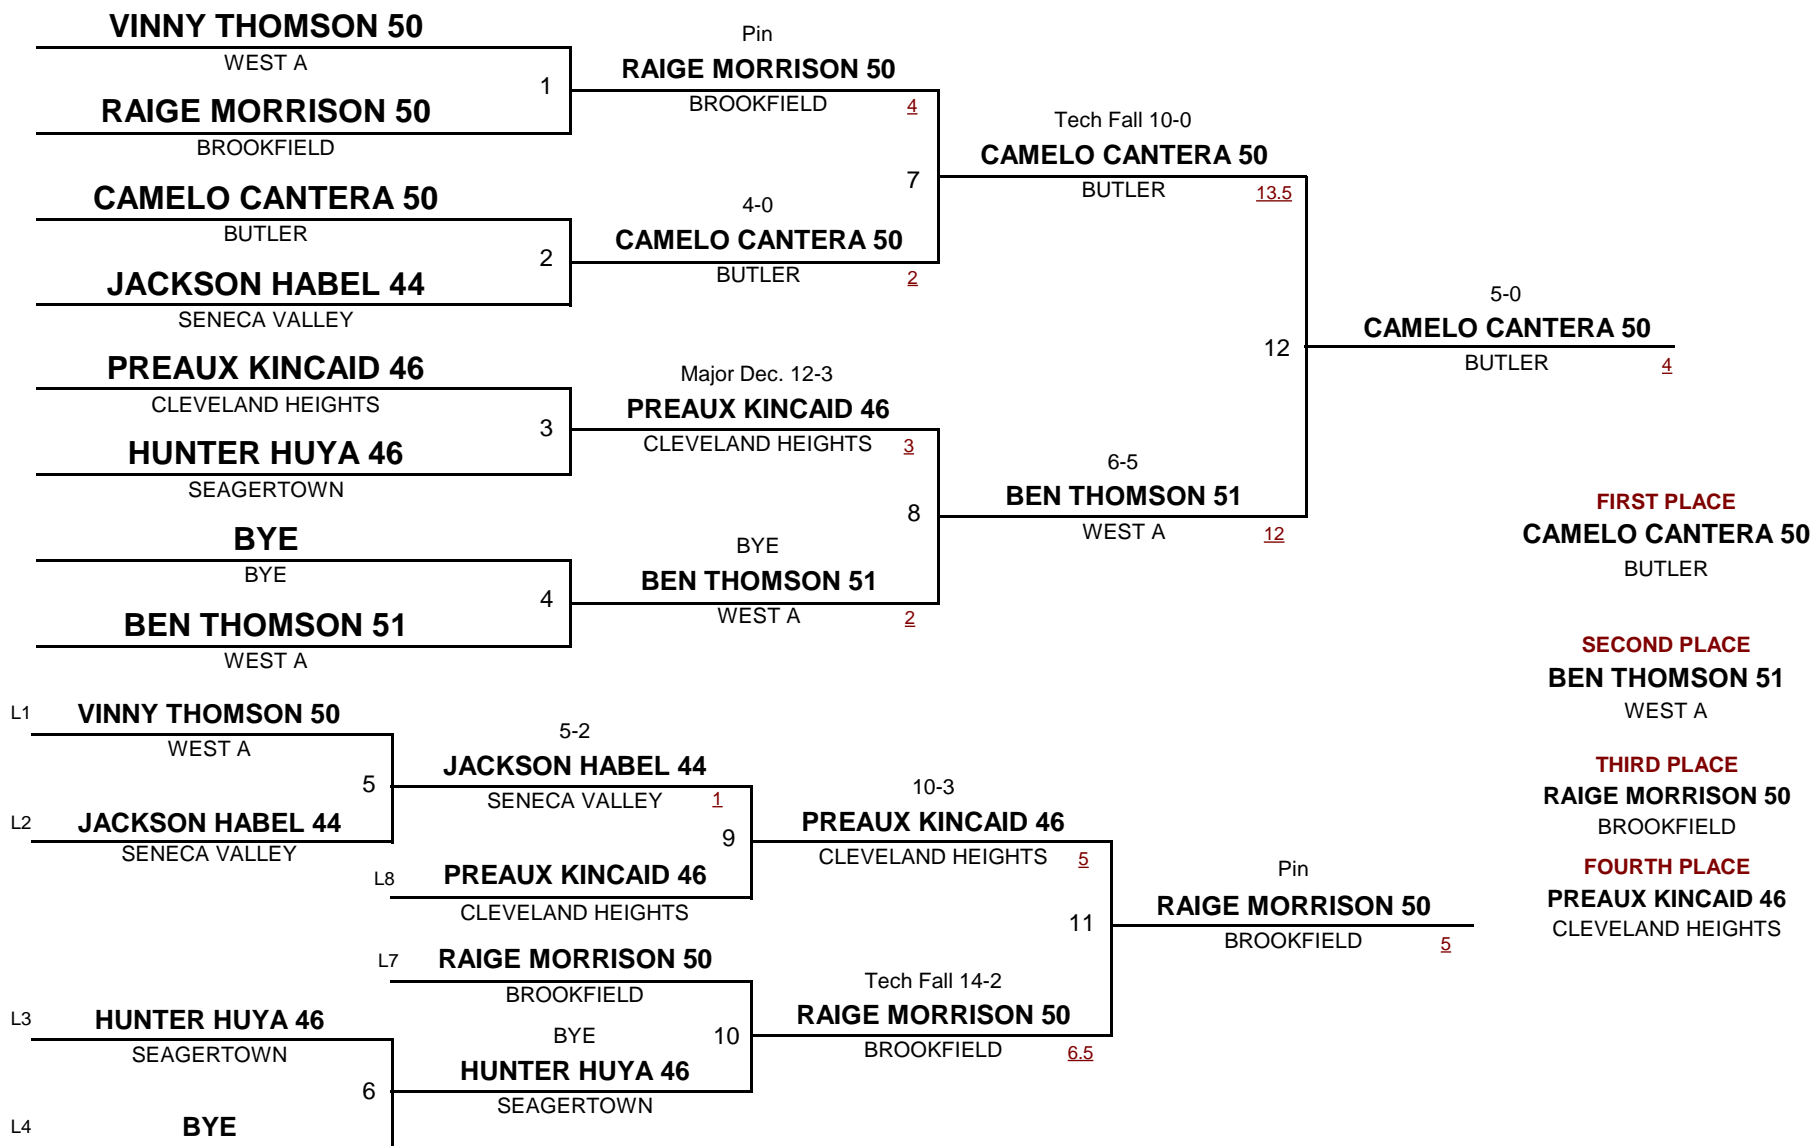 VINNY THOMSON 50
WEST A
1
RAIGE MORRISON 50
BROOKFIELD
Pin
RAIGE MORRISON 50
BROOKFIELD 4
CAMELO CANTERA 50
BUTLER
2
JACKSON HABEL 44
SENECA VALLEY
4-0
CAMELO CANTERA 50
BUTLER 2
7
Tech Fall 10-0
CAMELO CANTERA 50
BUTLER 13.5
PREAUX KINCAID 46
CLEVELAND HEIGHTS
3
HUNTER HUYA 46
SEAGERTOWN
Major Dec. 12-3
PREAUX KINCAID 46
CLEVELAND HEIGHTS 3
BYE
BYE
4
BEN THOMSON 51
WEST A
BYE
BEN THOMSON 51
WEST A 2
8
6-5
BEN THOMSON 51
WEST A 12
12
5-0
CAMELO CANTERA 50
BUTLER 4
FIRST PLACE
CAMELO CANTERA 50
BUTLER
SECOND PLACE
BEN THOMSON 51
WEST A
THIRD PLACE
RAIGE MORRISON 50
BROOKFIELD
FOURTH PLACE
PREAUX KINCAID 46
CLEVELAND HEIGHTS
L1 VINNY THOMSON 50
WEST A
5
L2 JACKSON HABEL 44
SENECA VALLEY
5-2
JACKSON HABEL 44
SENECA VALLEY 1
9
L8 PREAUX KINCAID 46
CLEVELAND HEIGHTS
10-3
PREAUX KINCAID 46
CLEVELAND HEIGHTS 5
L7 RAIGE MORRISON 50
BROOKFIELD
10
L3 HUNTER HUYA 46
SEAGERTOWN
6
L4 BYE
BYE
HUNTER HUYA 46
SEAGERTOWN
Tech Fall 14-2
RAIGE MORRISON 50
BROOKFIELD 6.5
11
Pin
RAIGE MORRISON 50
BROOKFIELD 5